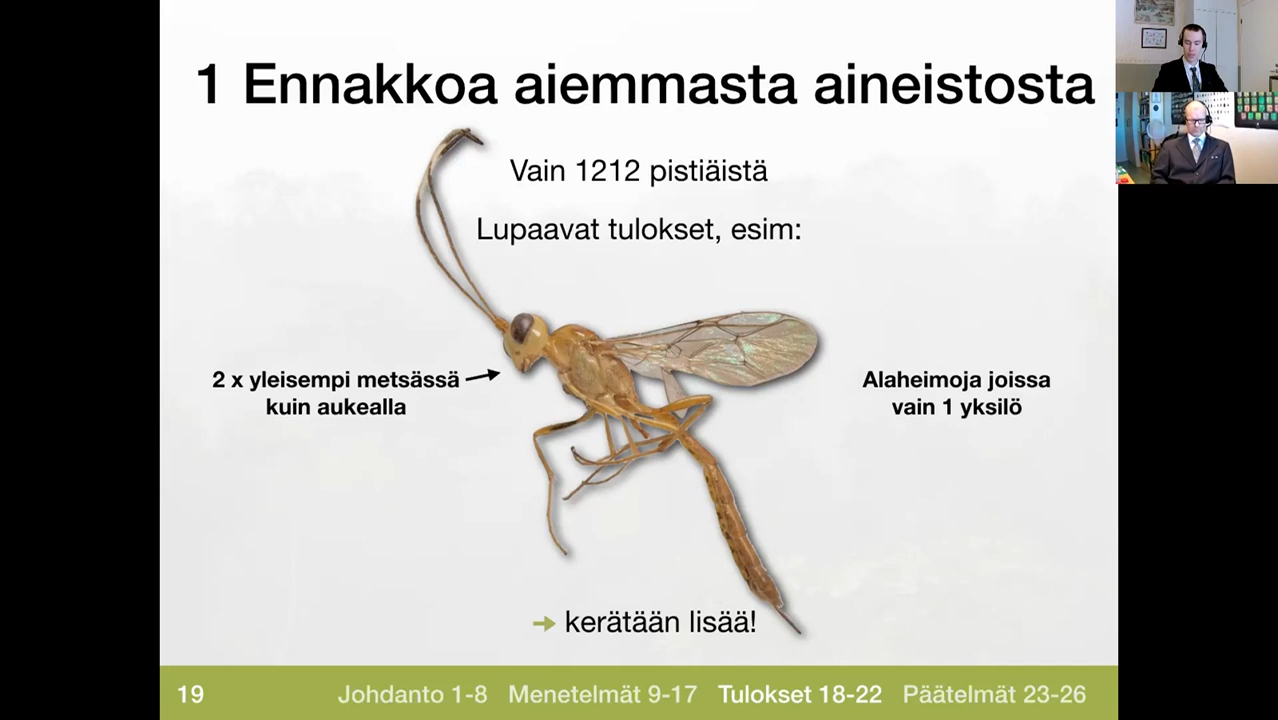 1 Ennakkoa aiemmasta aineistosta
Vain 1212 pistiäistä
Lupaavat tulokset, esim:
2 x yleisempi metsässä
kuin aukealla
Alaheimoja joissa
vain 1 yksilö
→ kerätään lisää!
19 Johdanto 1-8 Menetelmät 9-17 Tulokset 18-22 Päätelmät 23-26